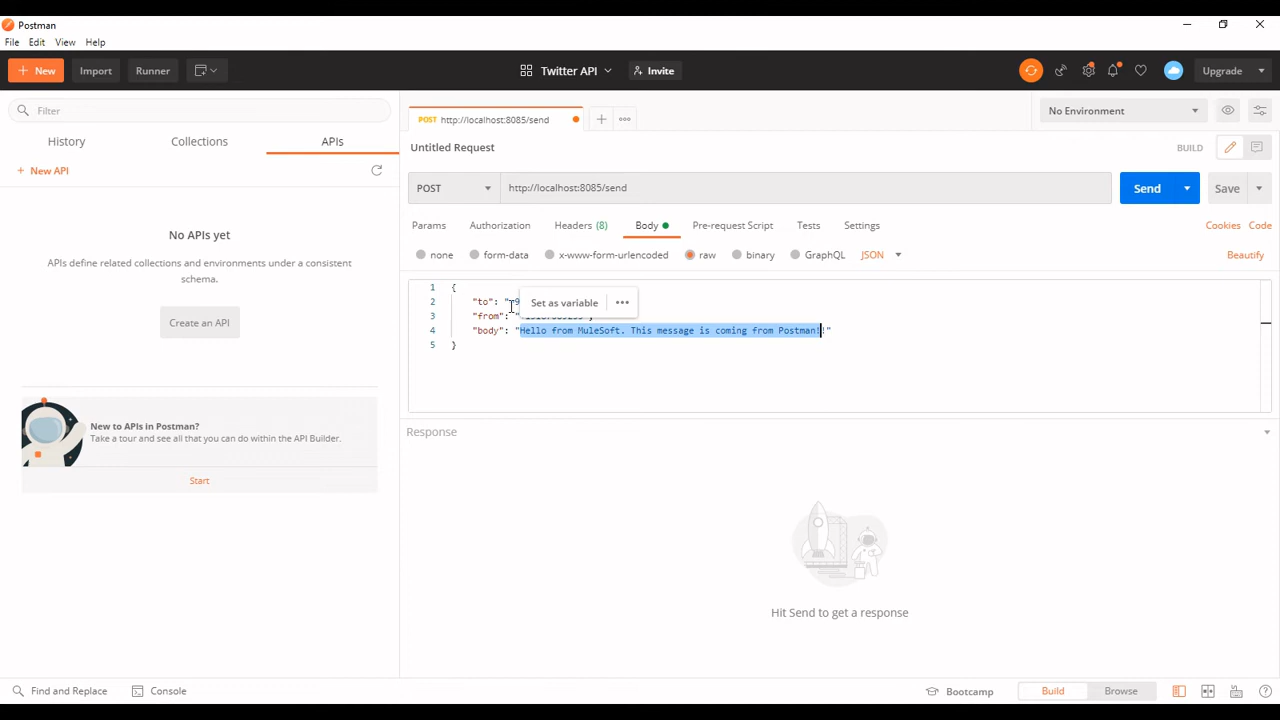 Postman
File Edit View Help
New Import Runner Twitter API Invite Upgrade
Filter
History Collections APIs
New API
No APIs yet
APIs define related collections and environments under a consistent
schema.
Create an API
New to APIs in Postman?
Take a tour and see all that you can do within the API Builder.
Start
POST http://localhost:8085/send
No Environment
Untitled Request
BUILD
POST http://localhost:8085/send Send Save
Params Authorization Headers (8) Body Pre-request Script Tests Settings Cookies Code
none form-data x-www-form-urlencoded raw binary GraphQL JSON Beautify
1 {
2 "to":
Set as variable
3 "from":
4 "body": "Hello from MuleSoft. This message is coming from Postman!!"
5 }
Response
Hit Send to get a response
Find and Replace Console Bootcamp Build Browse